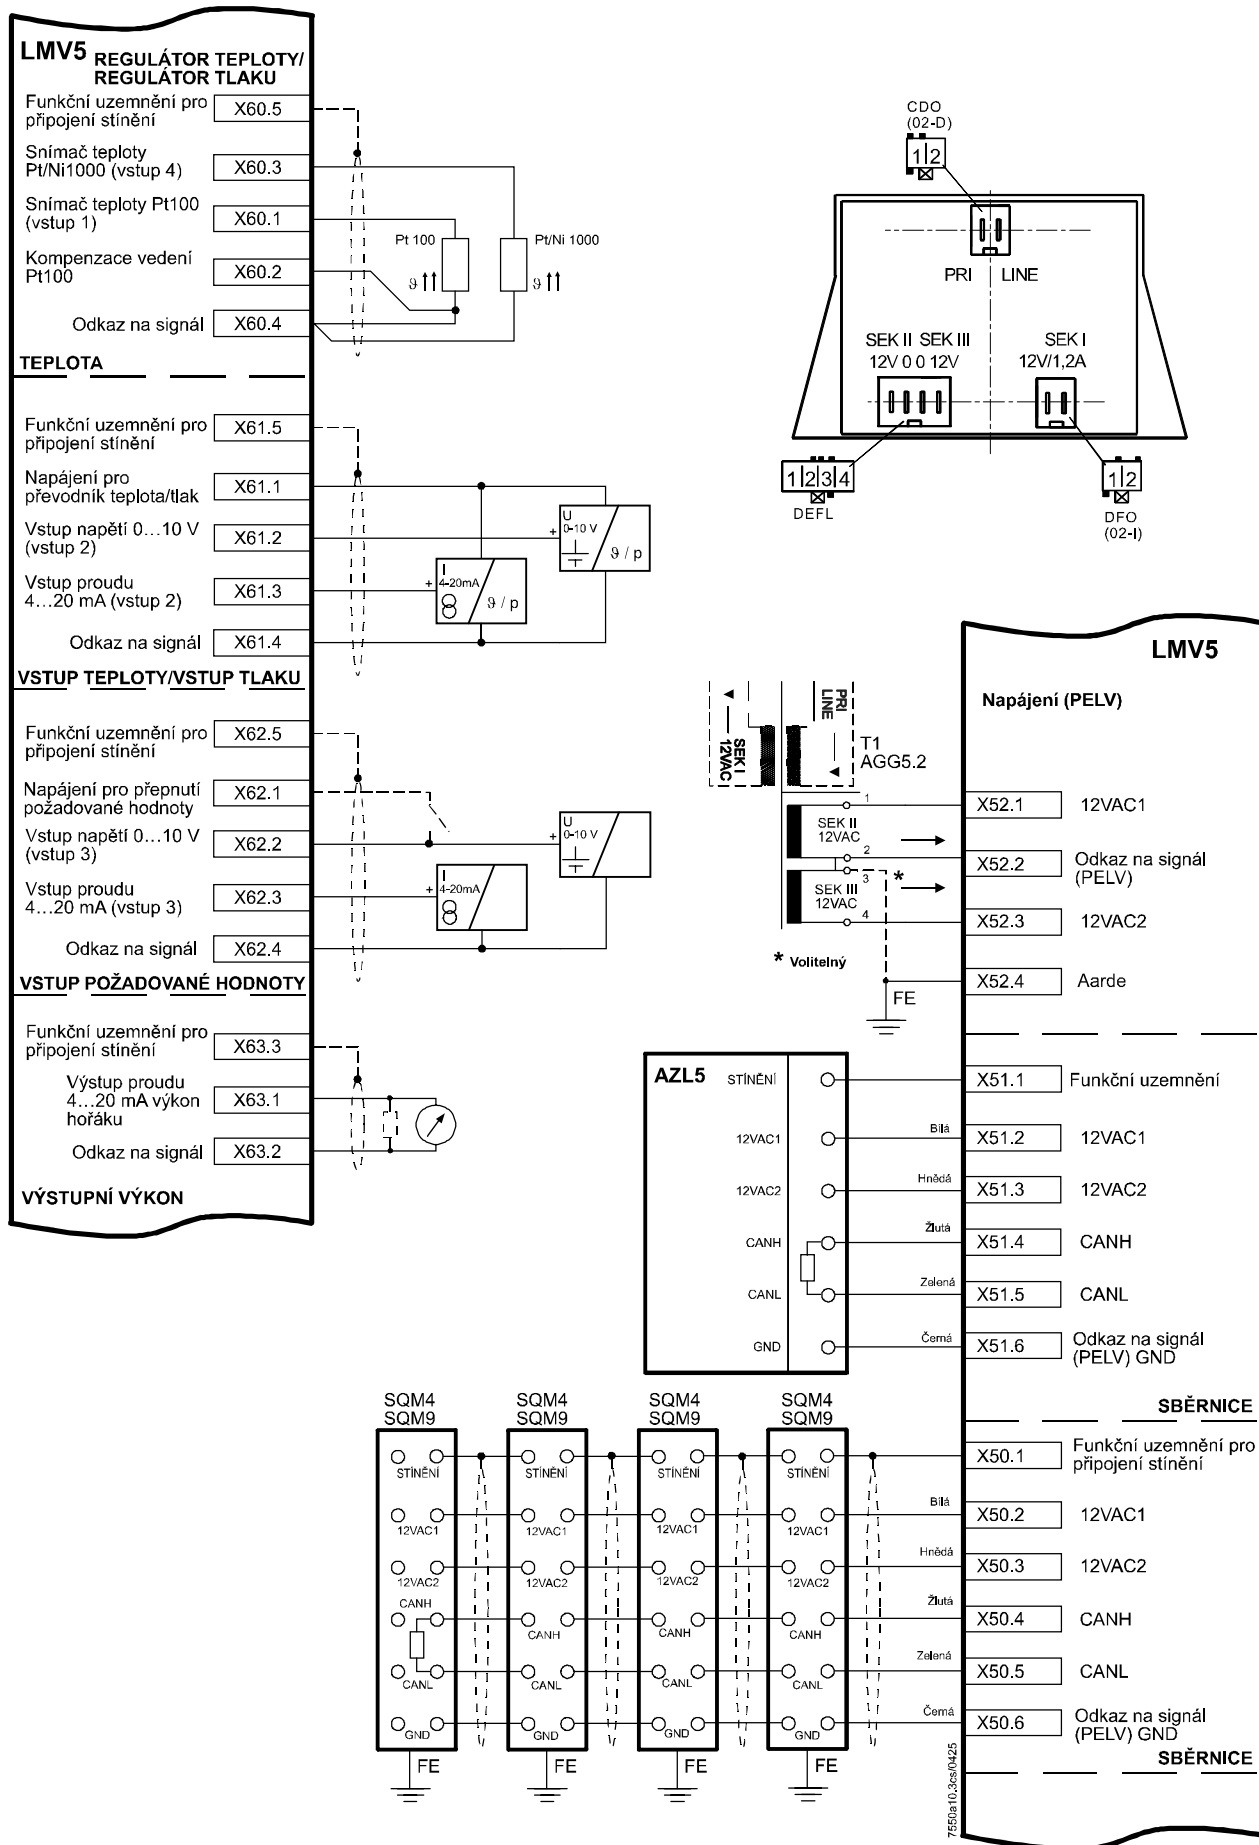 LMV5 REGULÁTOR TEPLOTY/
REGULÁTOR TLAKU
Funkční uzemnění pro
připojení stínění
X60.5
Snímač teploty
Pt/Ni1000 (vstup 4)
X60.3
Snímač teploty Pt100
(vstup 1)
X60.1
Kompenzace vedení
Pt100
X60.2
Odkaz na signál
X60.4
Pt 100
ϑ
Pt/Ni 1000
ϑ
TEPLOTA
Funkční uzemnění pro
připojení stínění
X61.5
Napájení pro
převodník teplota/tlak
X61.1
Vstup napětí 0...10 V
(vstup 2)
X61.2
Vstup proudu
4...20 mA (vstup 2)
X61.3
Odkaz na signál
X61.4
+
U
0-10 V
ϑ / p
+
I
4-20mA
ϑ / p
VSTUP TEPLOTY/VSTUP TLAKU
Funkční uzemnění pro
připojení stínění
X62.5
Napájení pro přepnutí
požadované hodnoty
X62.1
Vstup napětí 0...10 V
(vstup 3)
X62.2
Vstup proudu
4...20 mA (vstup 3)
X62.3
Odkaz na signál
X62.4
+
U
0-10 V
+
I
4-20mA
VSTUP POŽADOVANÉ HODNOTY
Funkční uzemnění pro
připojení stínění
X63.3
Výstup proudu
4...20 mA výkon
hořáku
X63.1
Odkaz na signál
X63.2
VÝSTUPNÍ VÝKON
CDO
(02-D)
1 2
PRI LINE
SEK II SEK III
12V 0 0 12V
SEK I
12V/1,2A
1 2 3 4
DEFL
1 2
DFO
(02-I)
LMV5
Napájení (PELV)
SEK I
12VAC
PRI
LINE
T1
AGG5.2
SEK II
12VAC
SEK III
12VAC
1
2
3
4
*
* Volitelný
FE
X52.1 12VAC1
X52.2 Odkaz na signál
(PELV)
X52.3 12VAC2
X52.4 Aarde
AZL5
STÍNĚNÍ
X51.1 Funkční uzemnění
12VAC1 Bílá X51.2 12VAC1
12VAC2 Hnědá X51.3 12VAC2
CANH Žlutá X51.4 CANH
CANL Zelená X51.5 CANL
GND Černá X51.6 Odkaz na signál
(PELV) GND
SBĚRNICE
SQM4 SQM4 SQM4 SQM4
SQM9 SQM9 SQM9 SQM9
STÍNĚNÍ STÍNĚNÍ STÍNĚNÍ STÍNĚNÍ
X50.1 Funkční uzemnění pro
připojení stínění
12VAC1 12VAC1 12VAC1 12VAC1 Bílá X50.2 12VAC1
12VAC2 12VAC2 12VAC2 12VAC2 Hnědá X50.3 12VAC2
CANH CANH CANH CANH Žlutá X50.4 CANH
CANL CANL CANL CANL Zelená X50.5 CANL
GND GND GND GND Černá X50.6 Odkaz na signál
(PELV) GND
FE FE FE FE
SBĚRNICE
7550a10.3cs/0425